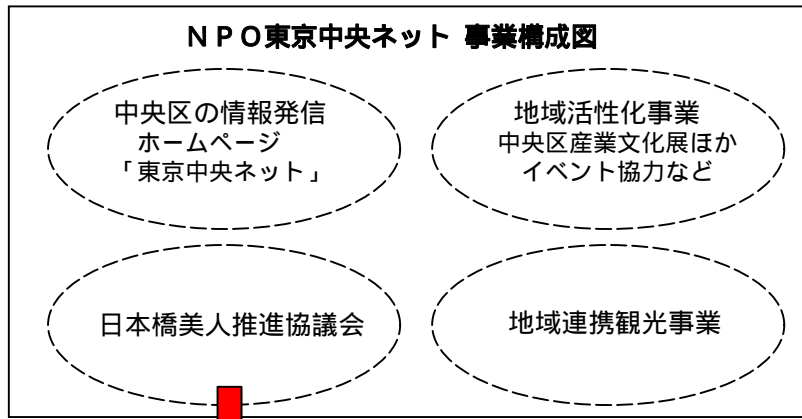 ＮＰＯ東京中央ネット 事業構成図
中央区の情報発信
ホームページ
「東京中央ネット」
地域活性化事業
中央区産業文化展ほか
イベント協力など
日本橋美人推進協議会
地域連携観光事業